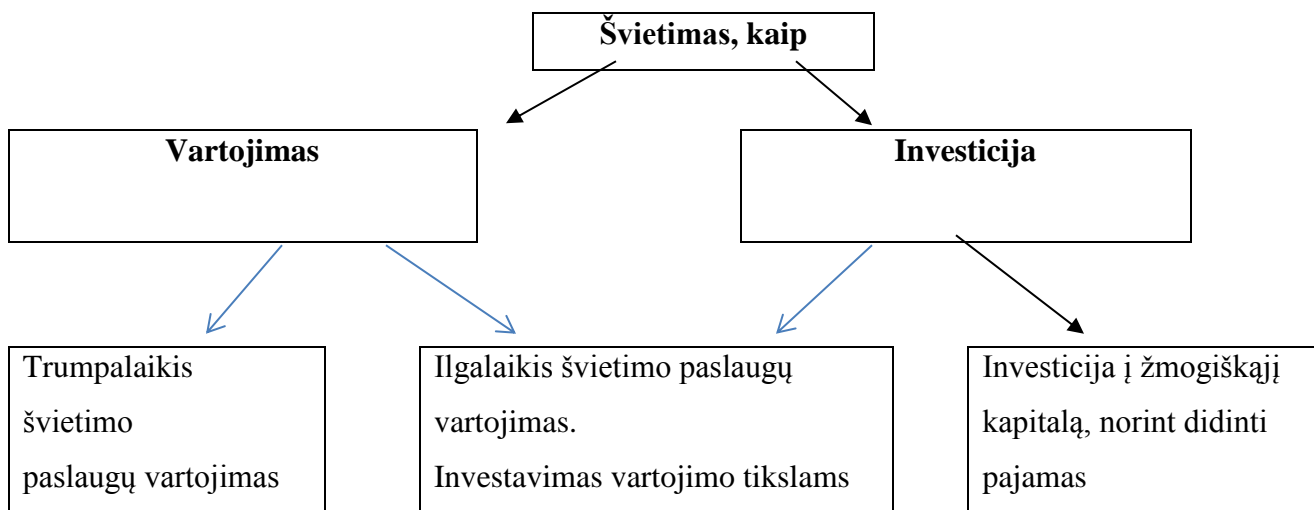 Švietimas, kaip
Vartojimas
Investicija
Trumpalaikis
švietimo
paslaugų vartojimas
Ilgalaikis švietimo paslaugų
vartojimas.
Investavimas vartojimo tikslams
Investicija į žmogiškąjį
kapitalą, norint didinti
pajamas